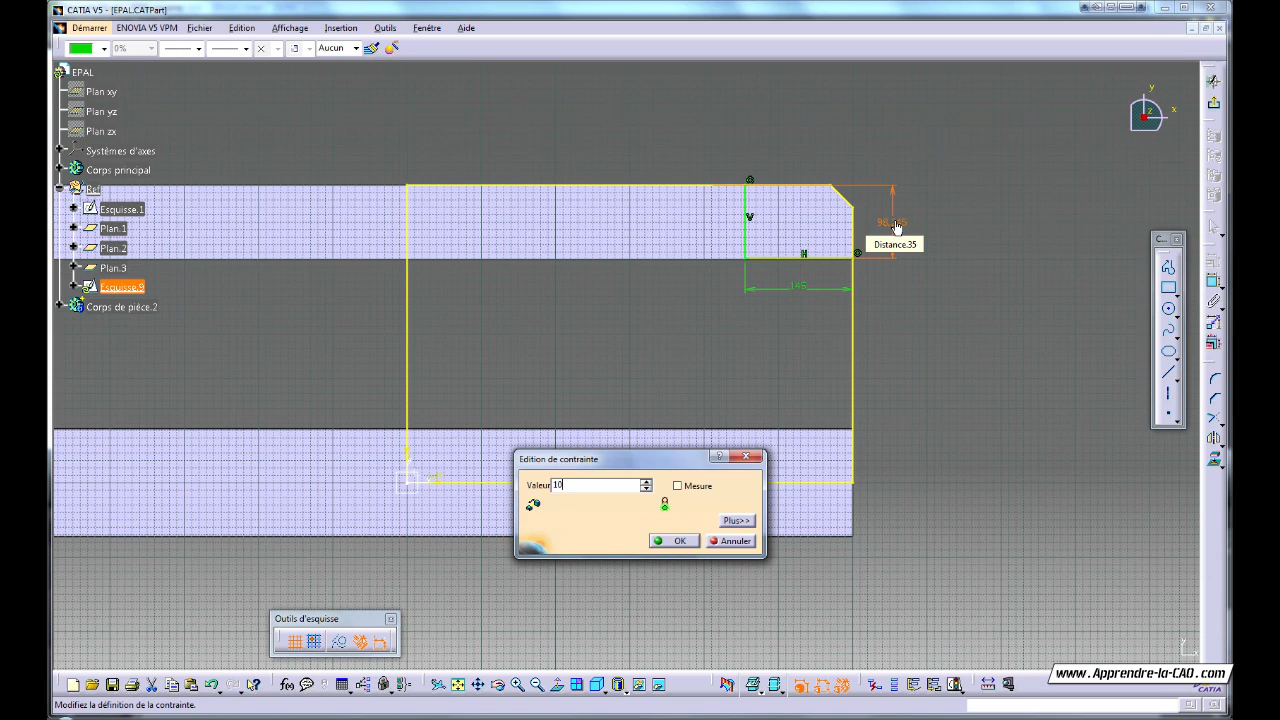 CATIA V5 - [EPAL.CATPart]
Démarrer ENOVIA V5 VPM Fichier Edition Affichage Insertion Outils Fenêtre Aide
0% Aucun
EPAL
Plan xy
Plan yz
Plan zx
Systèmes d'axes
Corps principal
Ref
Esquisse.1
Plan.1
Plan.2
Plan.3
Esquisse.9
Corps de pièce.2
y
x
z
V
H
Distance.35
145
C...
Edition de contrainte
Valeur 10 Mesure
Plus>>
OK Annuler
Outils d'esquisse
www.Apprendre-la-CAD.com
CATIA
Modifiez la définition de la contrainte.